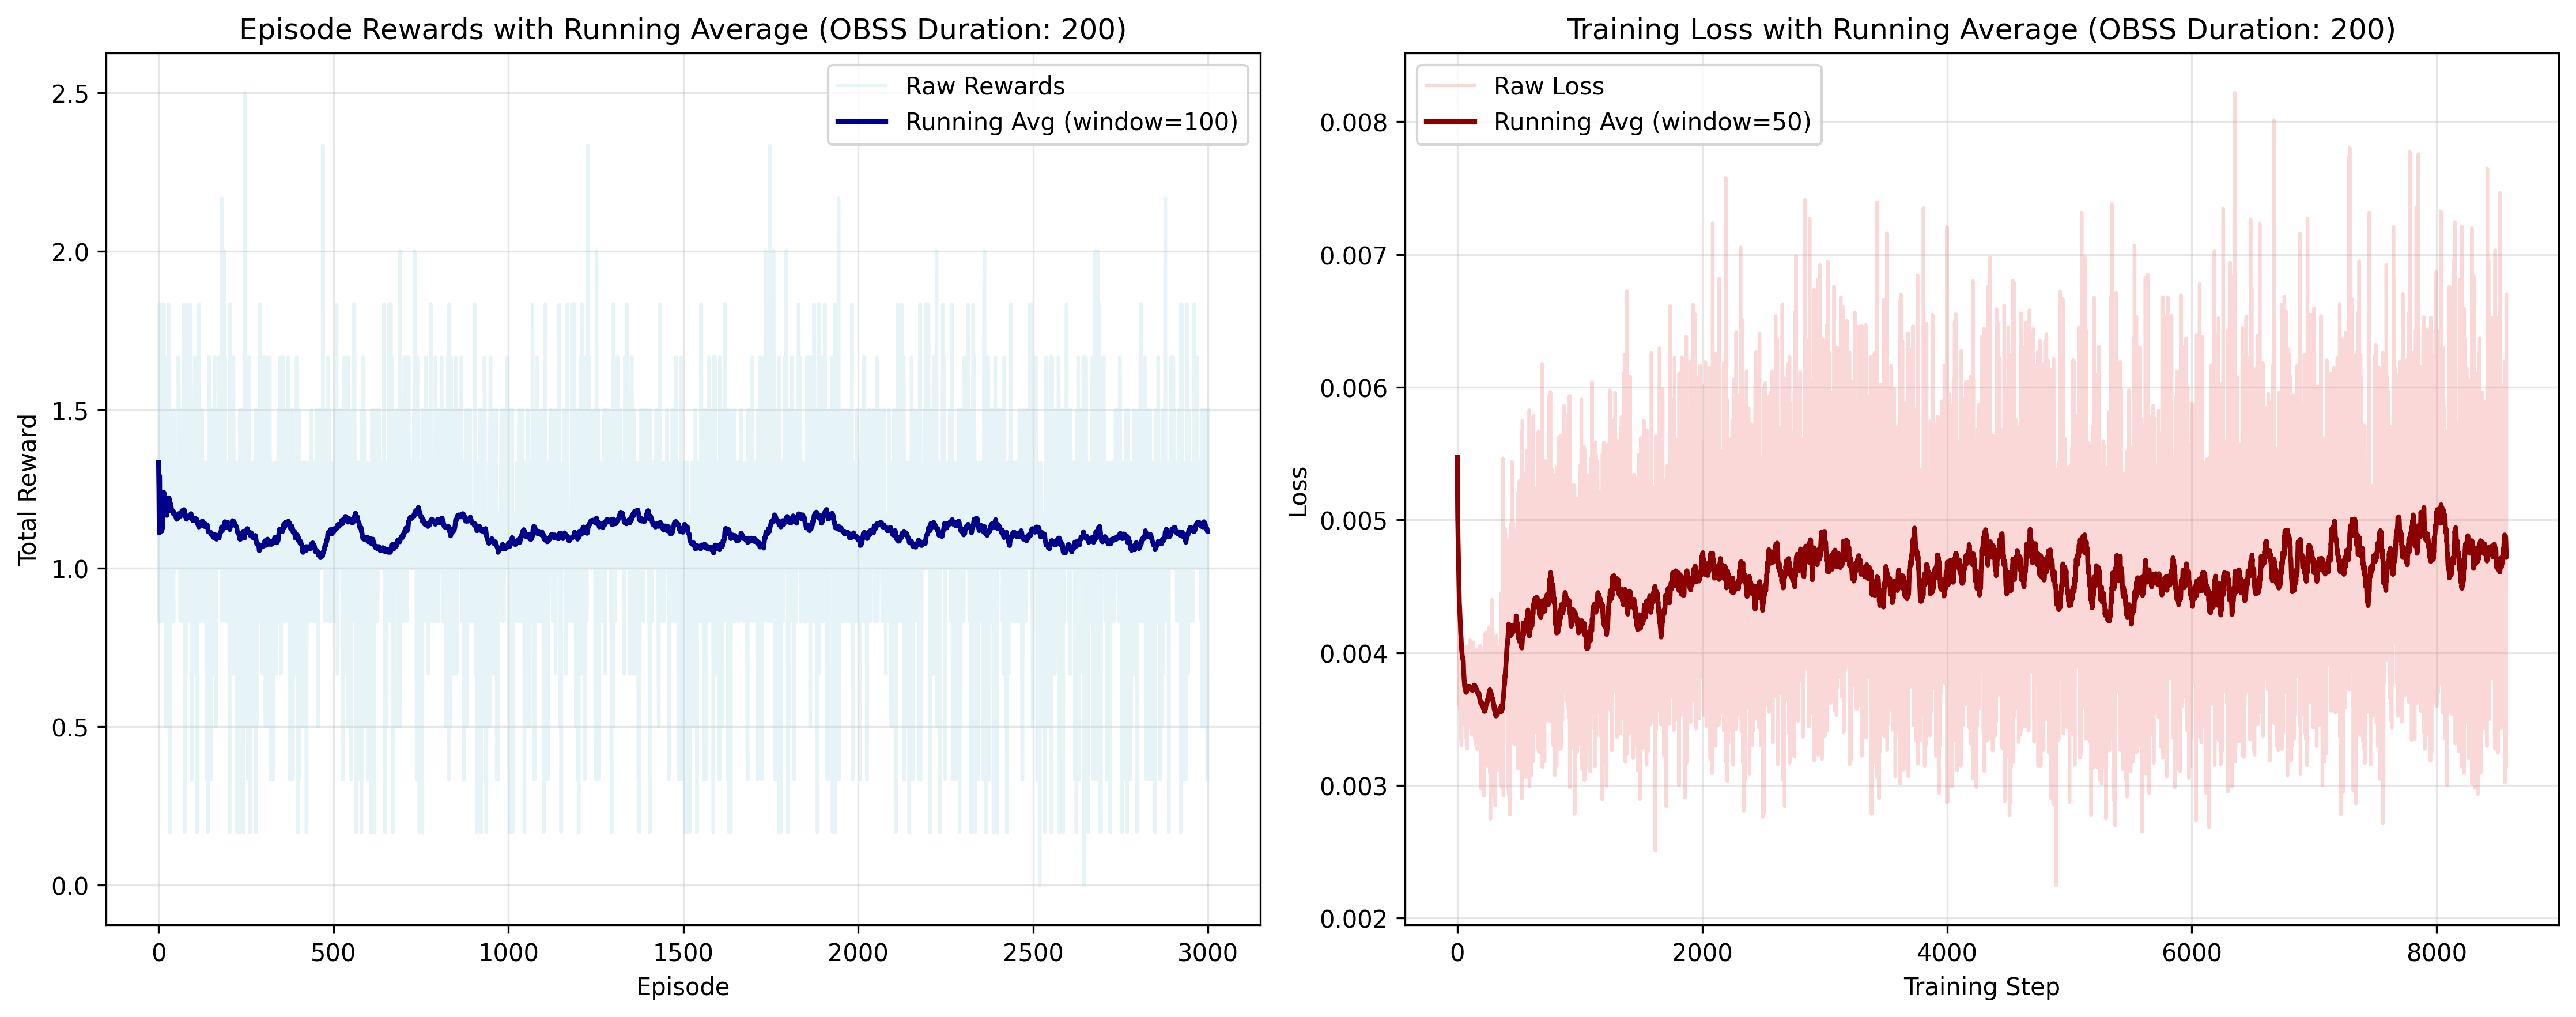 Episode Rewards with Running Average (OBSS Duration: 200)
Raw Rewards
Running Avg (window=100)
Total Reward
2.5
2.0
1.5
1.0
0.5
0.0
0 500 1000 1500 2000 2500 3000
Episode
Training Loss with Running Average (OBSS Duration: 200)
Raw Loss
Running Avg (window=50)
Loss
0.008
0.007
0.006
0.005
0.004
0.003
0.002
0 2000 4000 6000 8000
Training Step